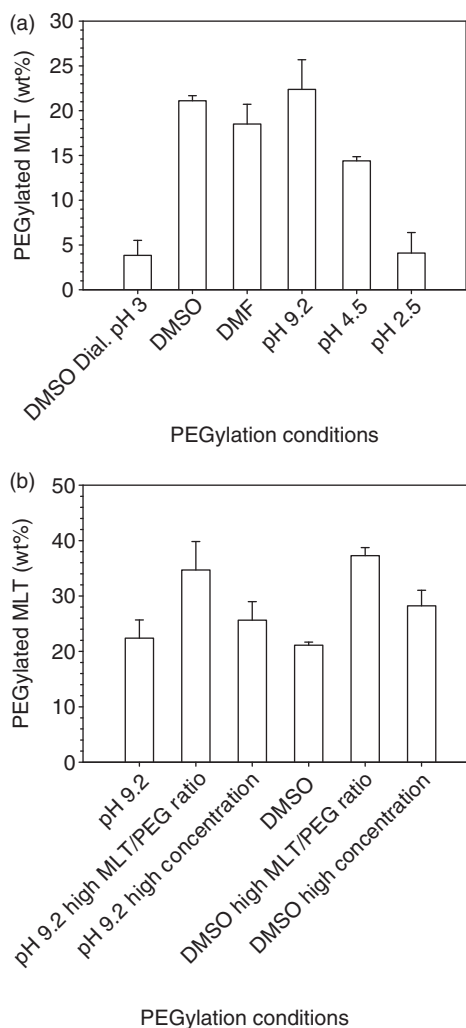 (a)
PEGylated MLT (wt%)
30
25
20
15
10
5
0
DMSO Dial. pH 3
DMSO
DMF
pH 9.2
pH 4.5
pH 2.5
PEGylation conditions
(b)
PEGylated MLT (wt%)
50
40
30
20
10
0
pH 9.2
pH 9.2 high MLT/PEG ratio
pH 9.2 high concentration
DMSO
DMSO high MLT/PEG ratio
DMSO high concentration
PEGylation conditions